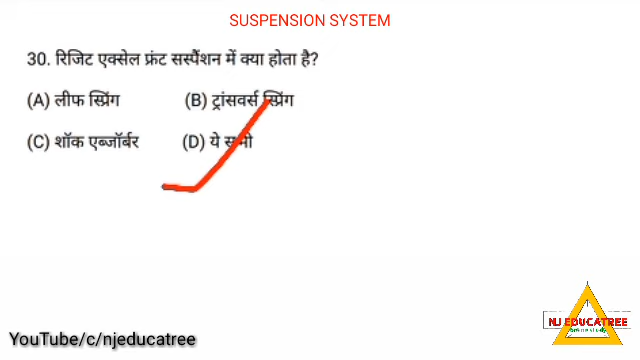 SUSPENSION SYSTEM
30. रिजिट एक्सेल फ्रंट सस्पैंशन में क्या होता है?
(A) लीफ स्प्रिंग (B) ट्रांसवर्स स्प्रिंग
(C) शॉक एब्जॉर्बर (D) ये सभी
NJ EDUCATREE
YouTube/c/njeducatree